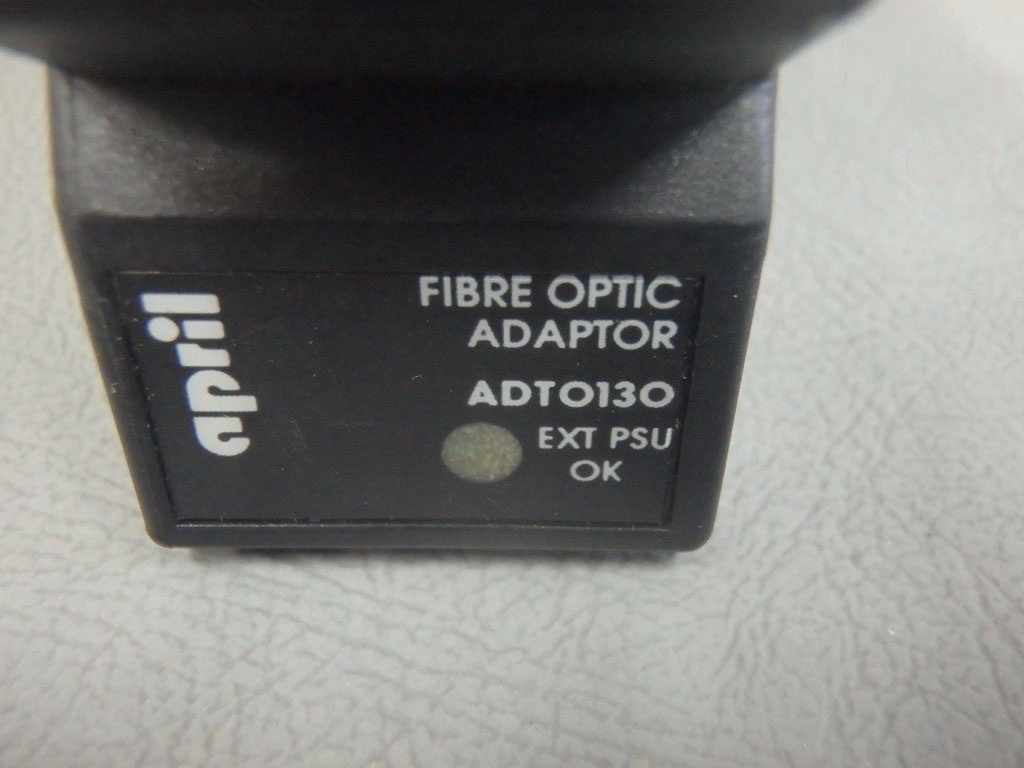 april
FIBRE OPTIC
ADAPTOR
ADT0130
EXT PSU
OK